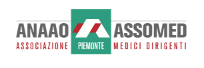 ANAAO ASSOMED
ASSOCIAZIONE PIEMONTE MEDICI DIRIGENTI